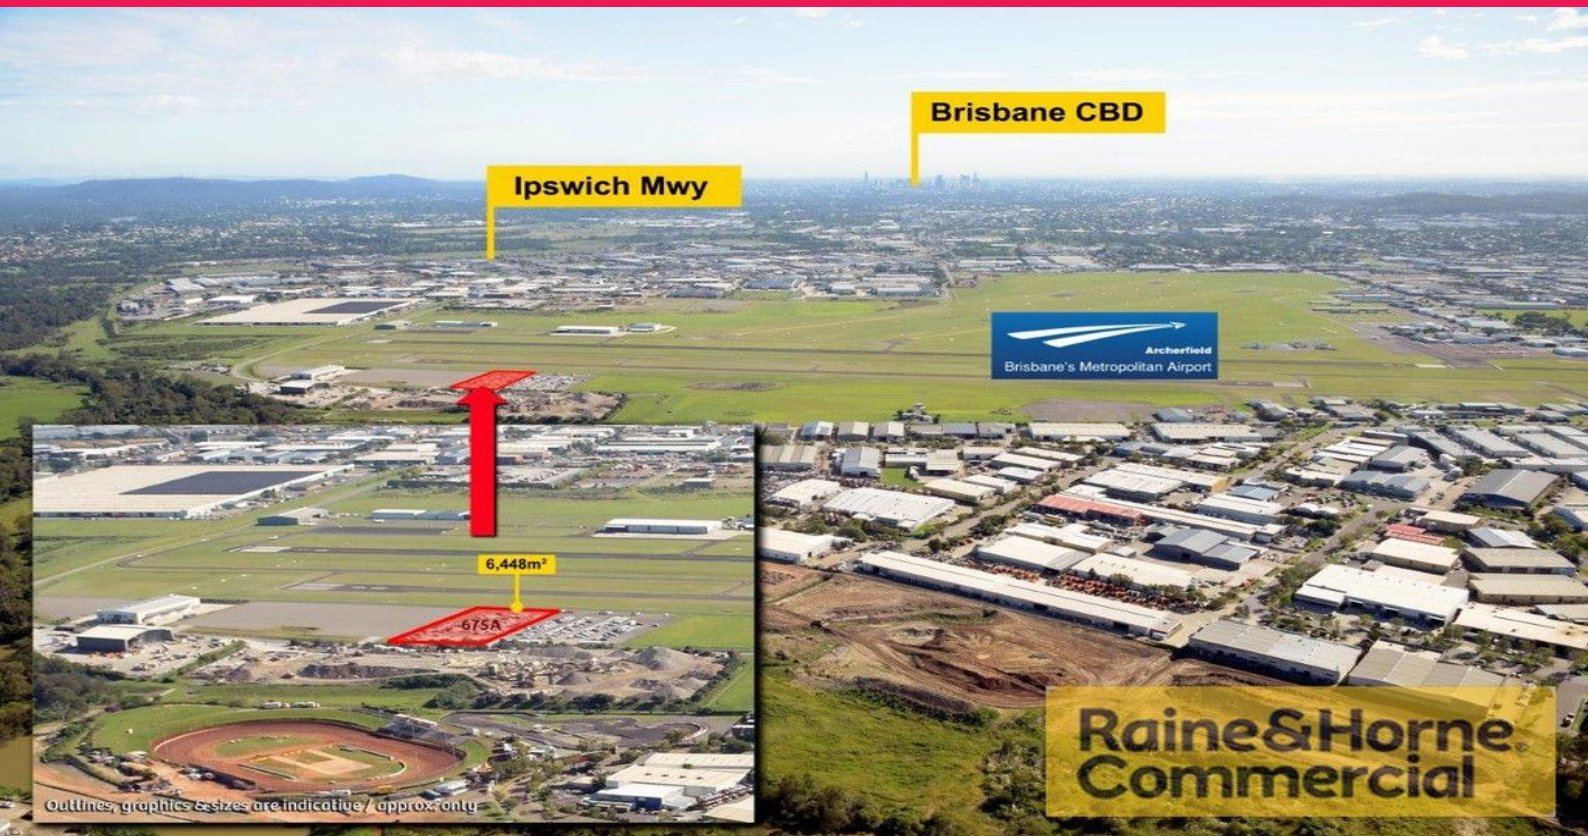 Brisbane CBD
Ipswich Mwy
Archerfield
Brisbane's Metropolitan Airport
6,448m²
675A
Outlines, graphics & sizes are indicative / approx. only
Raine&Horne.
Commercial